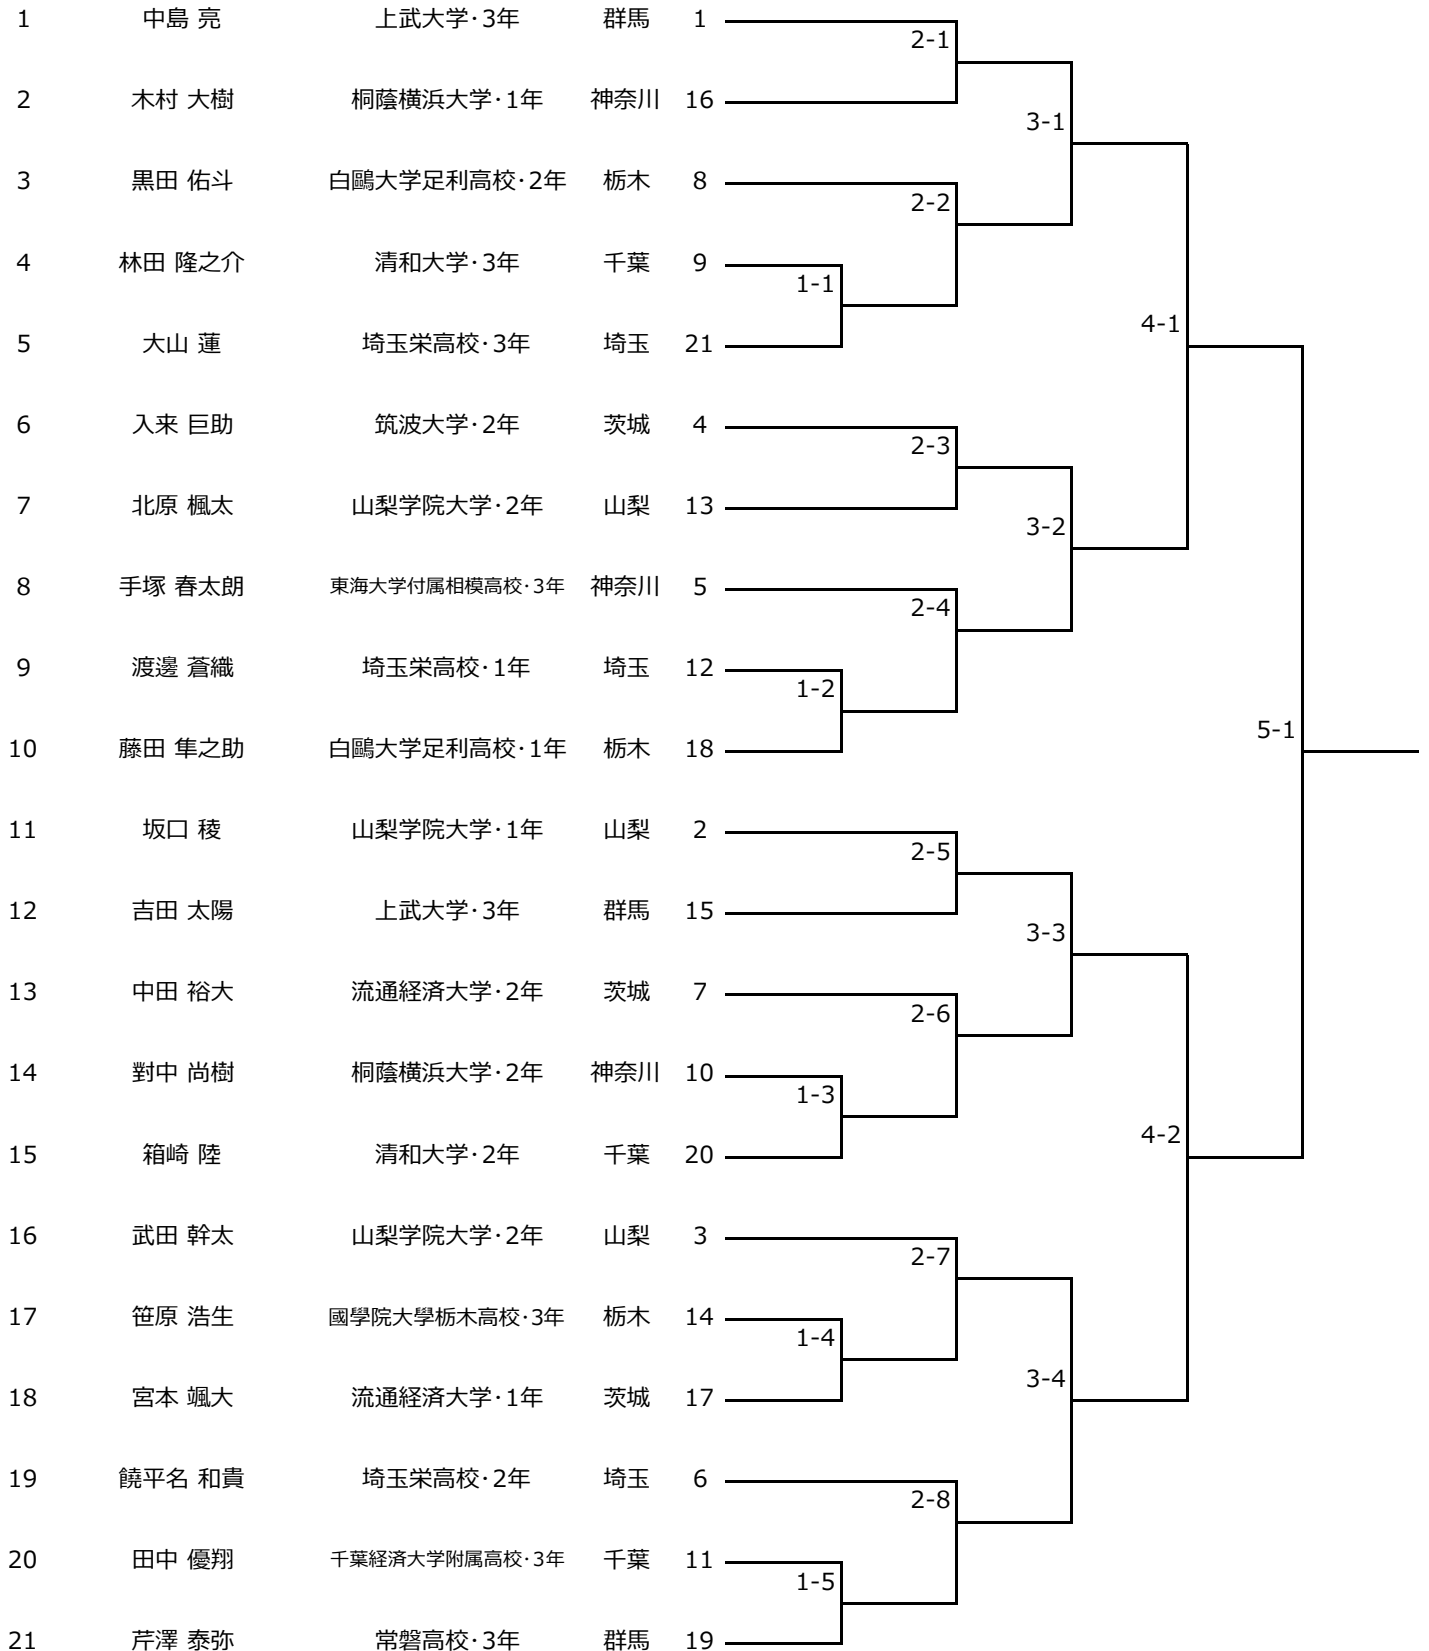 1 中島 亮 上武大学･3年 群馬 1
2-1
2 木村 大樹 桐蔭横浜大学･1年 神奈川 16
3-1
3 黒田 佑斗 白鷗大学足利高校･2年 栃木 8
2-2
4 林田 隆之介 清和大学･3年 千葉 9
1-1
4-1
5 大山 蓮 埼玉栄高校･3年 埼玉 21
6 入来 巨助 筑波大学･2年 茨城 4
2-3
7 北原 楓太 山梨学院大学･2年 山梨 13
3-2
8 手塚 春太朗 東海大学付属相模高校･3年 神奈川 5
2-4
9 渡邊 蒼織 埼玉栄高校･1年 埼玉 12
1-2
5-1
10 藤田 隼之助 白鷗大学足利高校･1年 栃木 18
11 坂口 稜 山梨学院大学･1年 山梨 2
2-5
12 吉田 太陽 上武大学･3年 群馬 15
3-3
13 中田 裕大 流通経済大学･2年 茨城 7
2-6
14 對中 尚樹 桐蔭横浜大学･2年 神奈川 10
1-3
4-2
15 箱崎 陸 清和大学･2年 千葉 20
16 武田 幹太 山梨学院大学･2年 山梨 3
2-7
17 笹原 浩生 國學院大學栃木高校･3年 栃木 14
1-4
3-4
18 宮本 颯大 流通経済大学･1年 茨城 17
19 饒平名 和貴 埼玉栄高校･2年 埼玉 6
2-8
20 田中 優翔 千葉経済大学附属高校･3年 千葉 11
1-5
21 芹澤 泰弥 常磐高校･3年 群馬 19